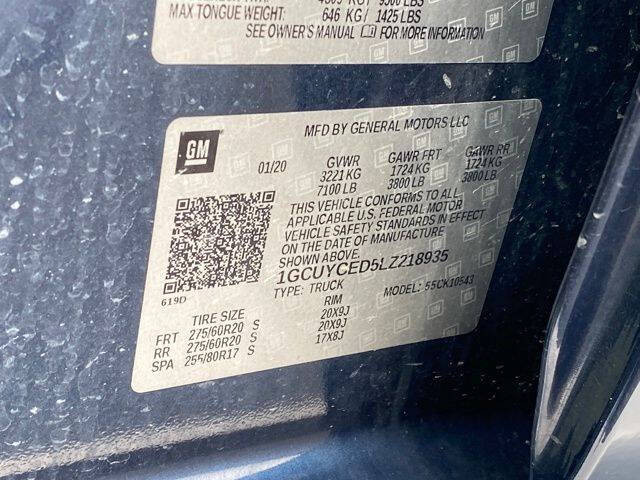 MAX TONGUE WEIGHT: 646 KG / 1425 LBS
SEE OWNER'S MANUAL FOR MORE INFORMATION
GM
MFD BY GENERAL MOTORS LLC
01/20 GVWR GAWR FRT GAWR RR
3221 KG 1724 KG 1724 KG
7100 LB 3800 LB 3800 LB
THIS VEHICLE CONFORMS TO ALL
APPLICABLE U.S. FEDERAL MOTOR
VEHICLE SAFETY STANDARDS IN EFFECT
ON THE DATE OF MANUFACTURE
SHOWN ABOVE.
1GCUYCED5LZ218935
619D TYPE: TRUCK MODEL: 55CK10543
TIRE SIZE RIM
FRT 275/60R20 S 20X9J
RR 275/60R20 S 20X9J
SPA 255/80R17 S 17X8J